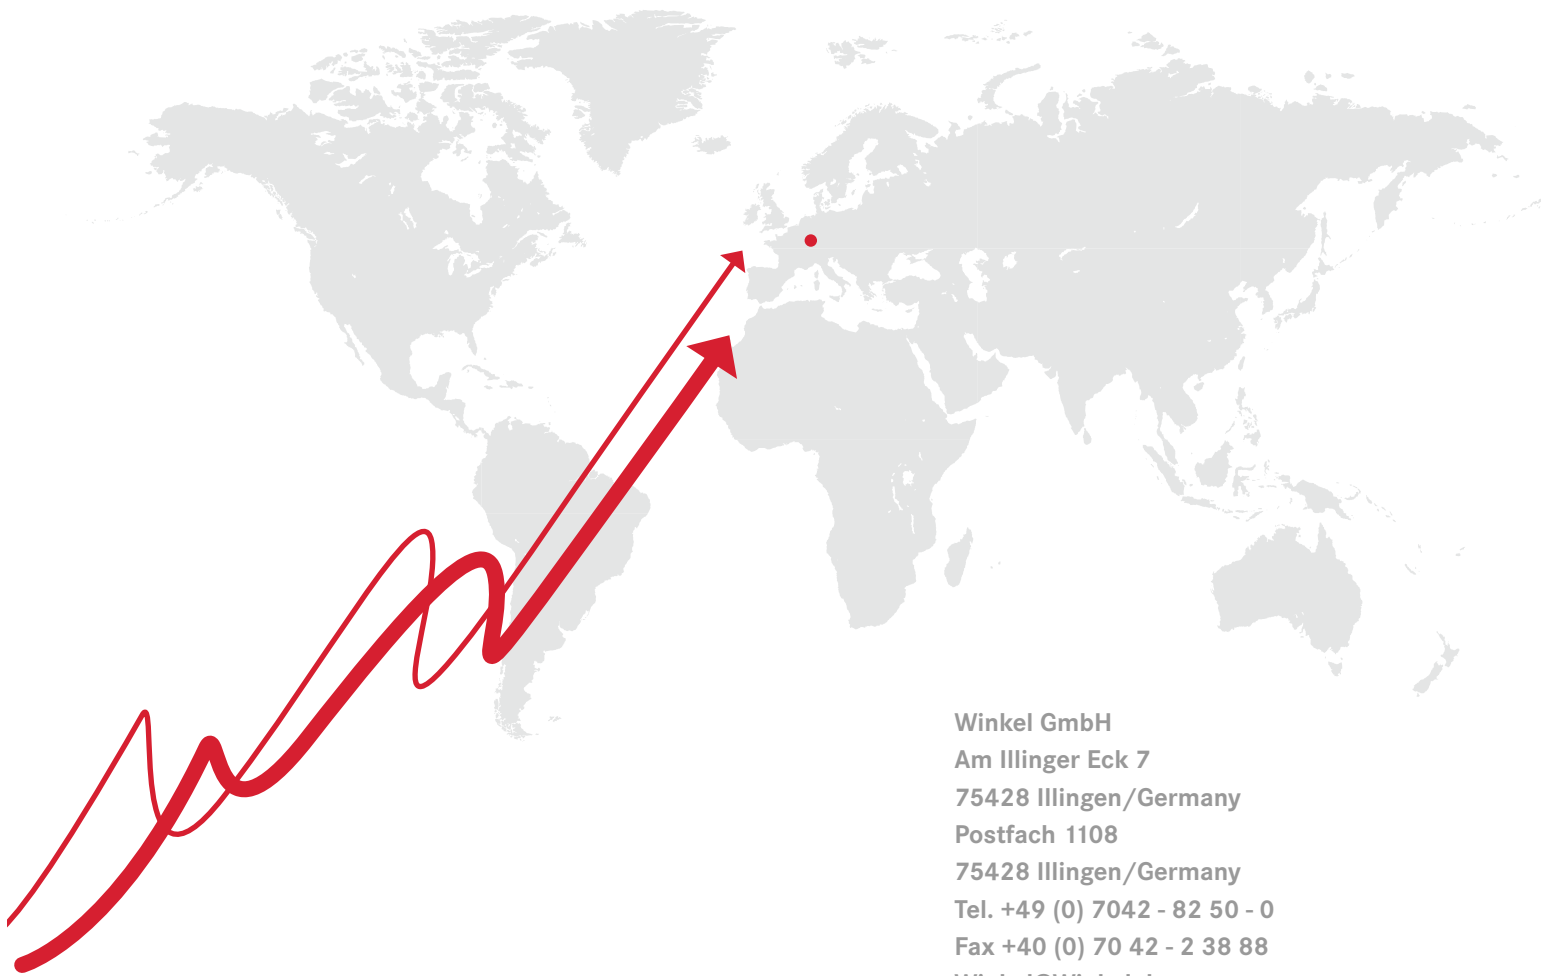 Winkel GmbH
Am Illinger Eck 7
75428 Illingen/Germany
Postfach 1108
75428 Illingen/Germany
Tel. +49 (0) 7042 - 82 50 - 0
Fax +40 (0) 70 42 - 2 38 88